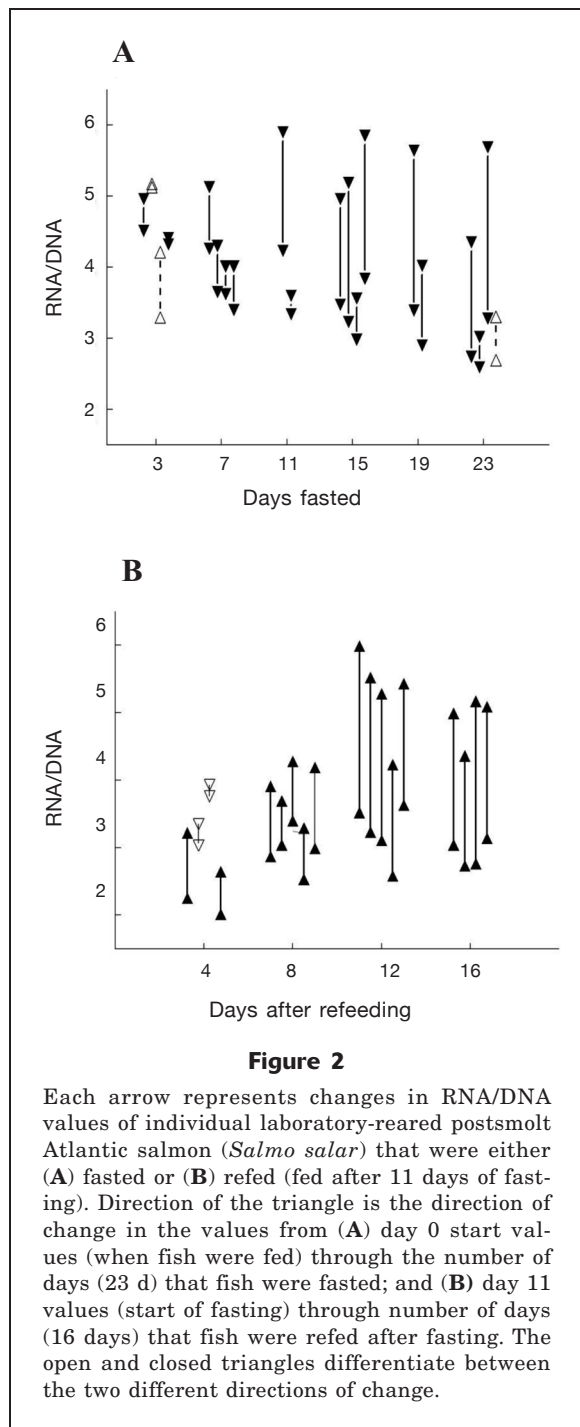 A
6
5
4
3
2
RNA/DNA
3 7 11 15 19 23
Days fasted
B
6
5
4
3
2
RNA/DNA
4 8 12 16
Days after refeeding
Figure 2
Each arrow represents changes in RNA/DNA
values of individual laboratory-reared postsmolt
Atlantic salmon (Salmo salar) that were either
(A) fasted or (B) refed (fed after 11 days of fast-
ing). Direction of the triangle is the direction of
change in the values from (A) day 0 start val-
ues (when fish were fed) through the number of
days (23 d) that fish were fasted; and (B) day 11
values (start of fasting) through number of days
(16 days) that fish were refed after fasting. The
open and closed triangles differentiate between
the two different directions of change.